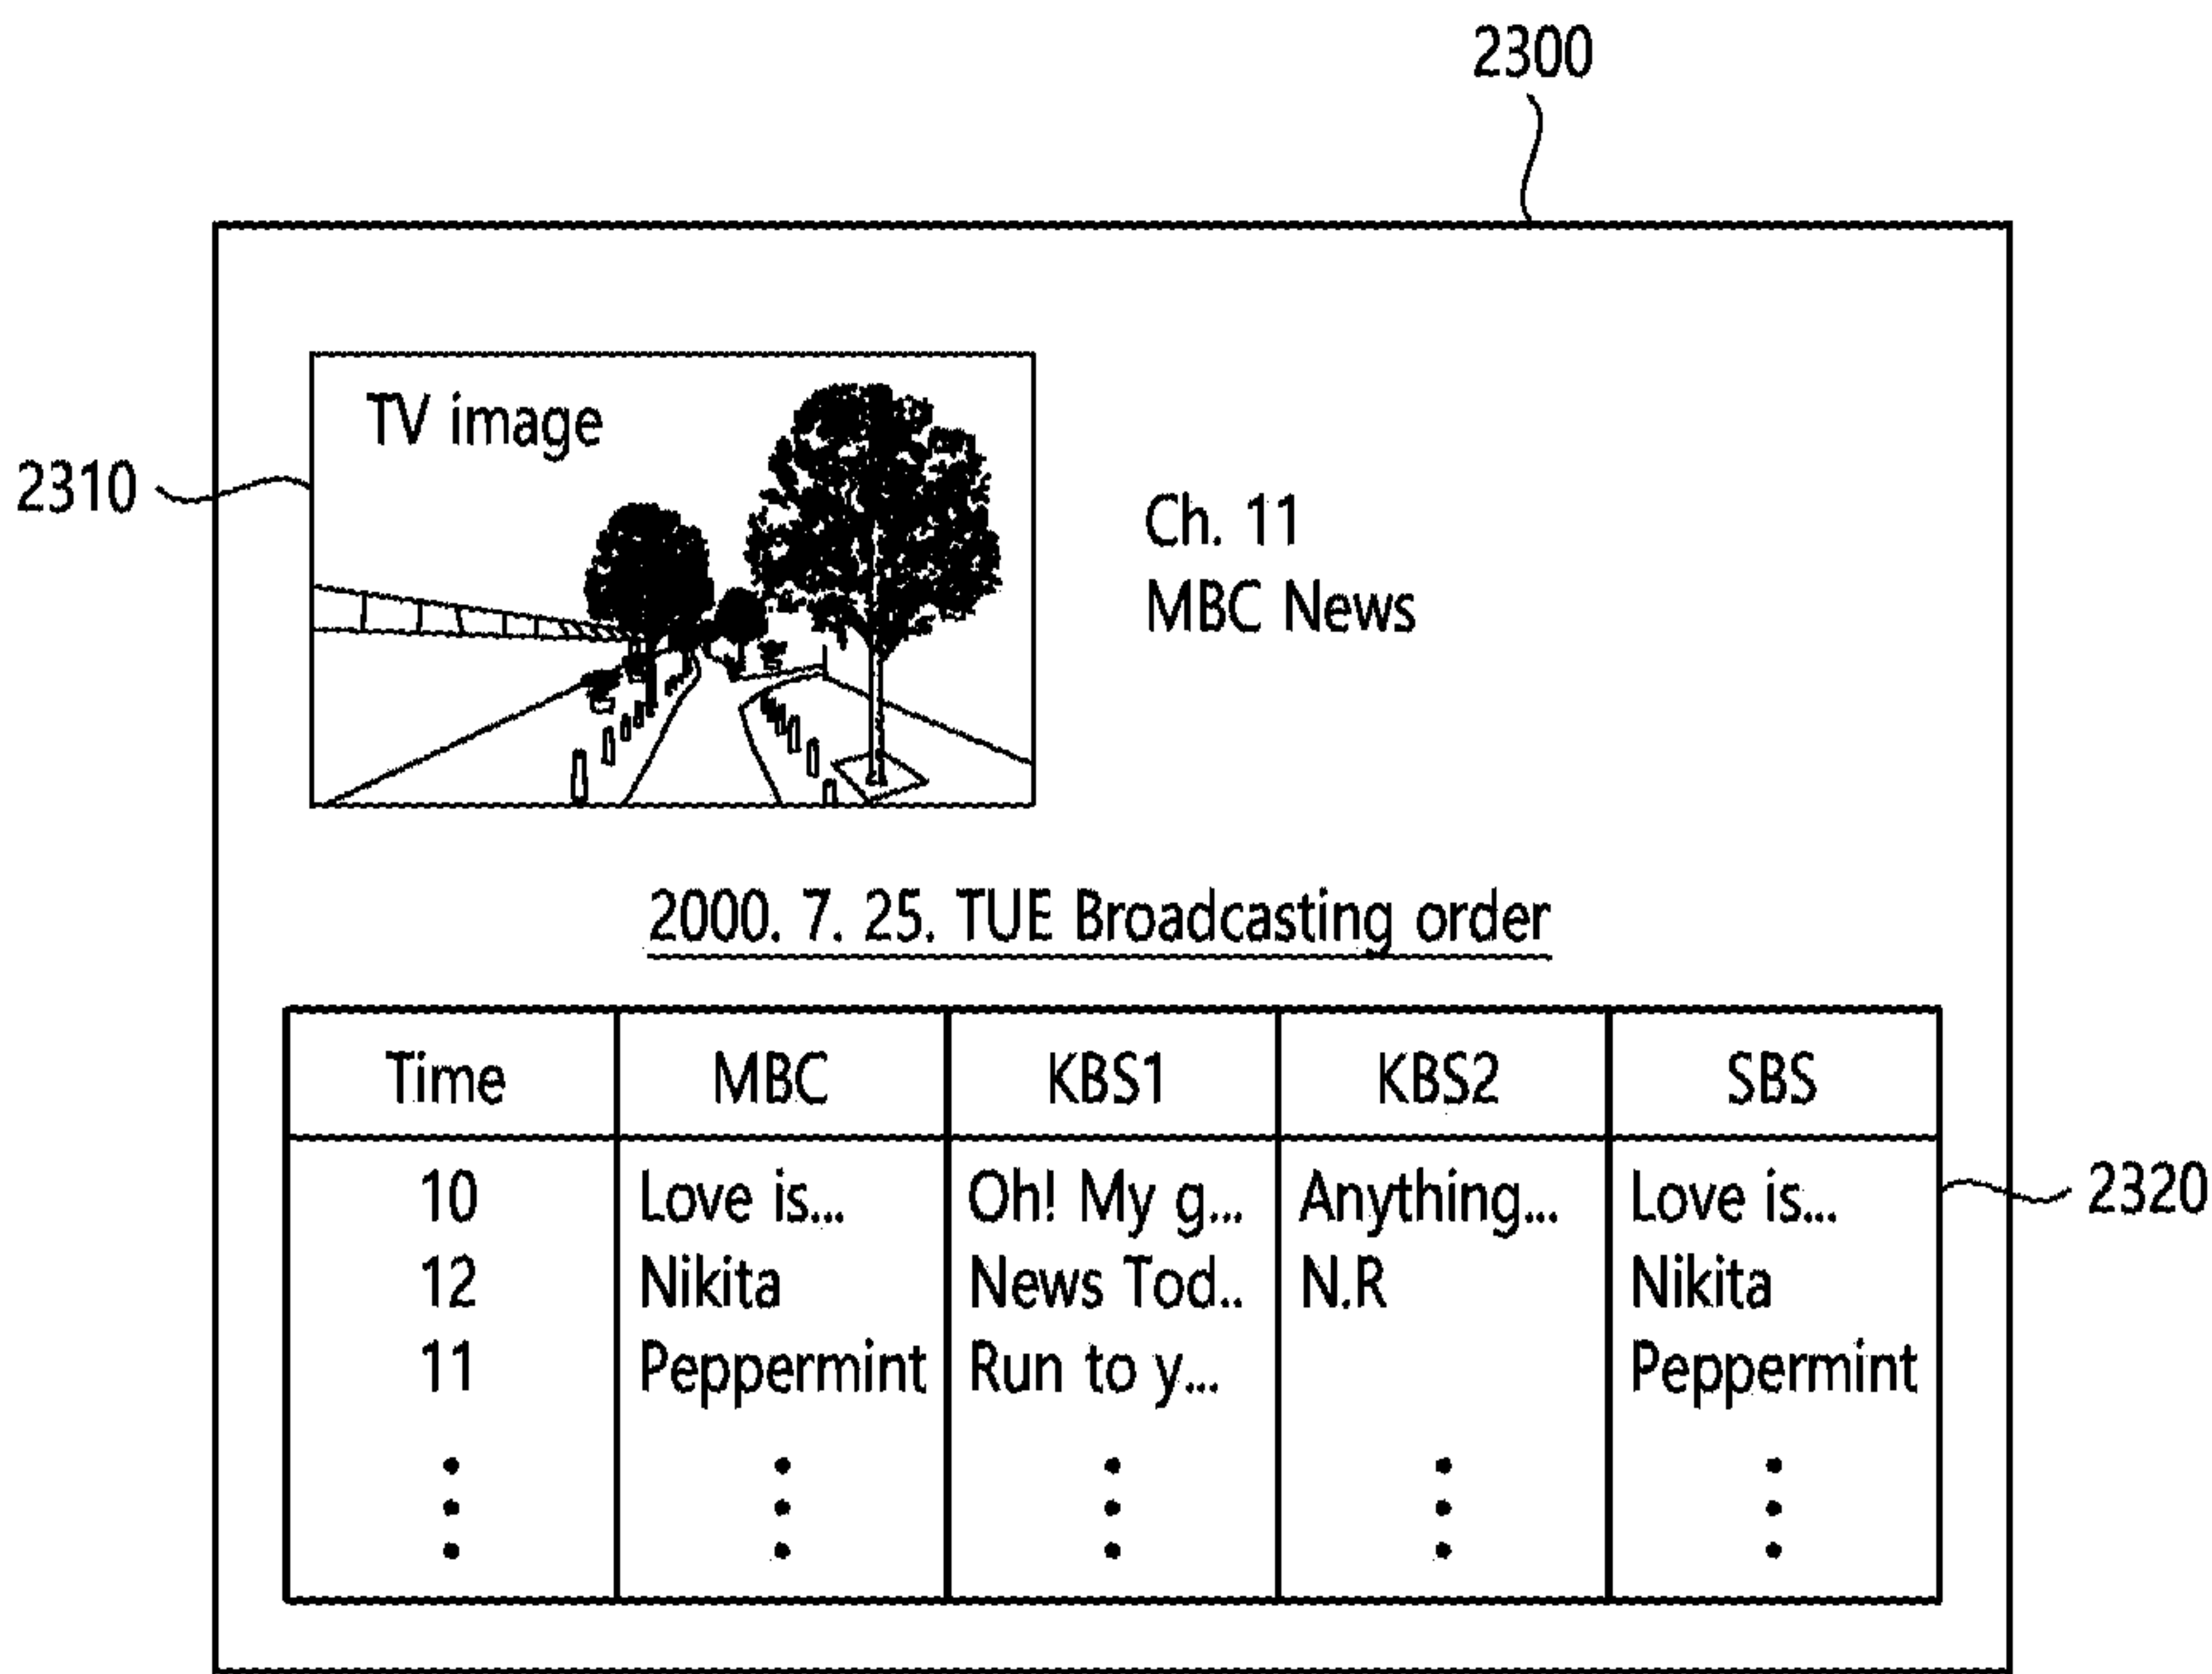 2300
TV image
2310
Ch. 11
MBC News
2000. 7. 25. TUE Broadcasting order
Time MBC KBS1 KBS2 SBS
10 Love is... Oh! My g... Anything... Love is...
2320
12 Nikita News Tod.. N.R Nikita
11 Peppermint Run to y... Peppermint